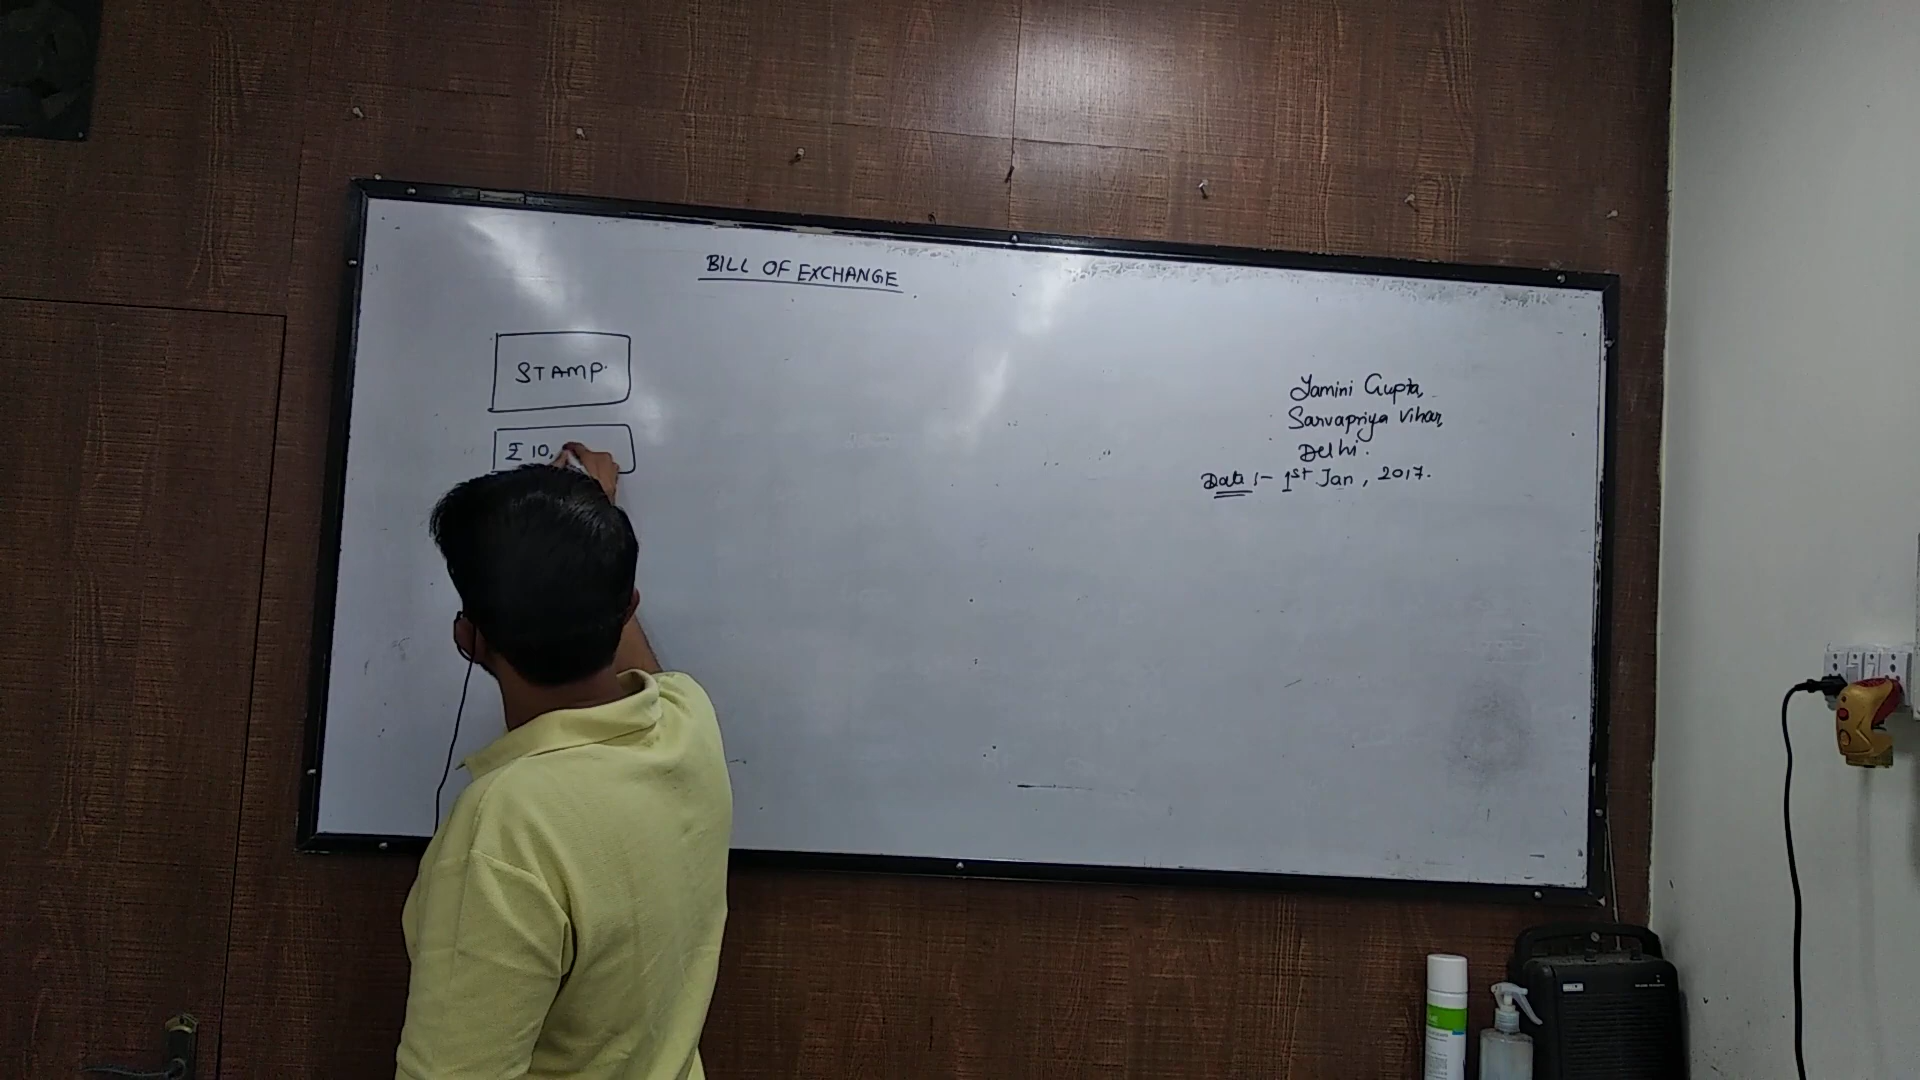 BILL OF EXCHANGE
STAMP.
Yamini Gupta,
Sarvapriya Vihar,
Delhi.
₹ 10,
Date :- 1st Jan, 2017.